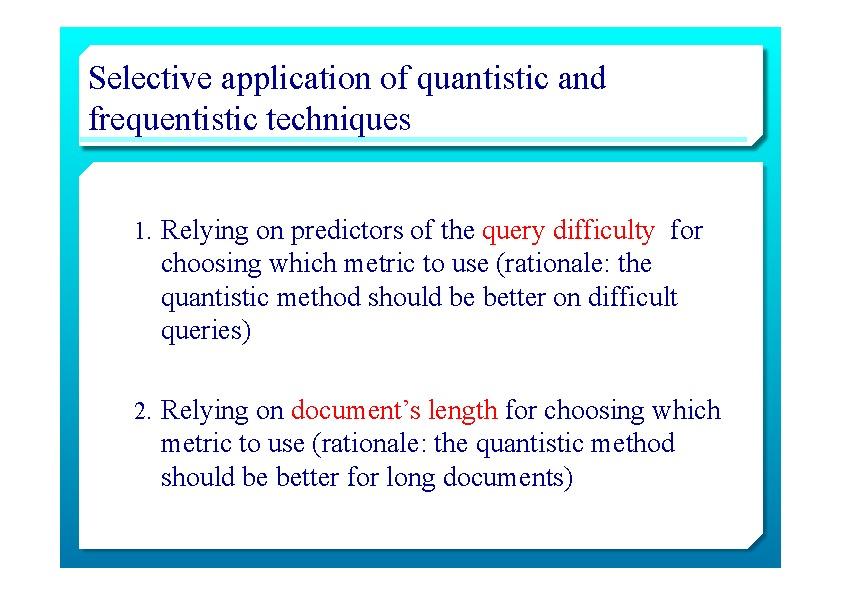 Selective application of quantistic and
frequentistic techniques
1. Relying on predictors of the query difficulty for
choosing which metric to use (rationale: the
quantistic method should be better on difficult
queries)
2. Relying on document’s length for choosing which
metric to use (rationale: the quantistic method
should be better for long documents)